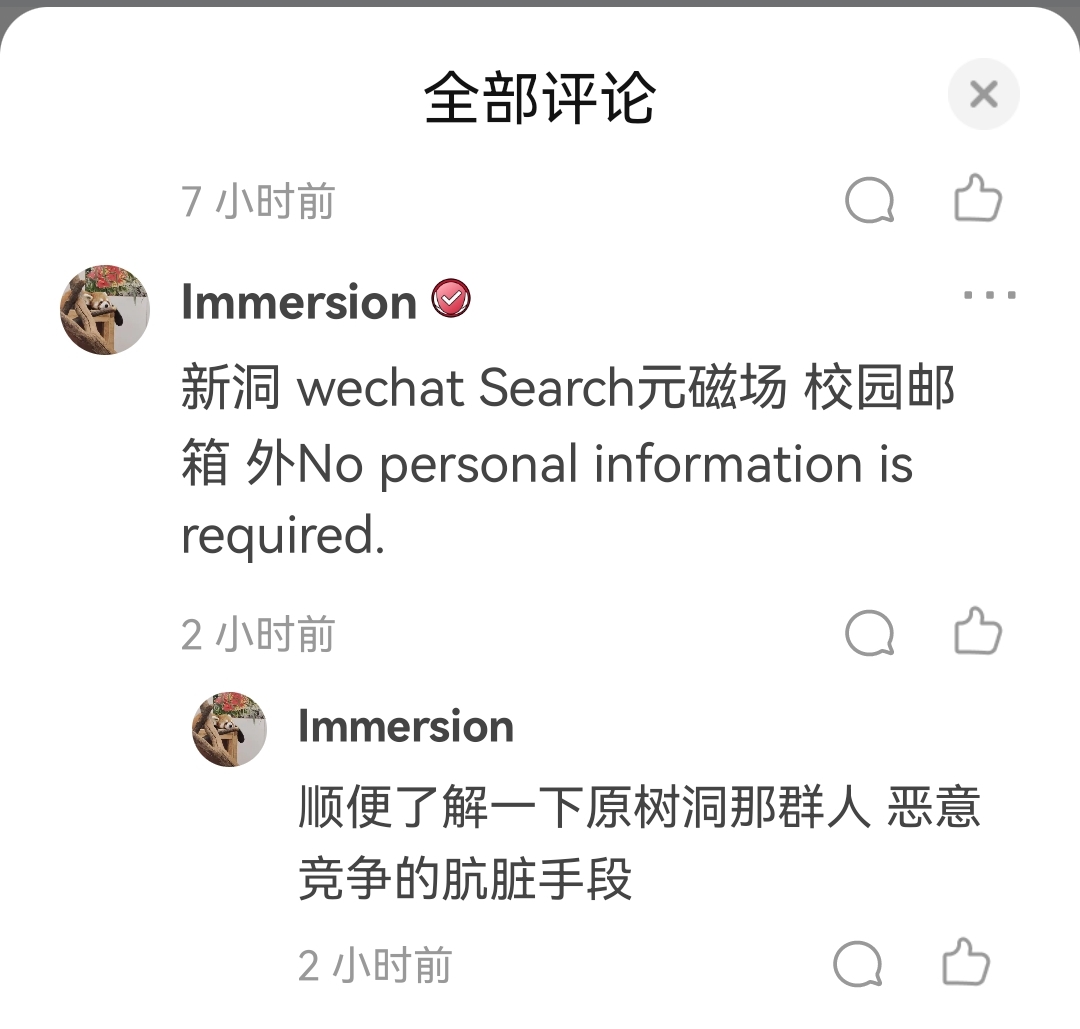 全部评论
7 小时前
Immersion
新洞 wechat Search元磁场 校园邮
箱 外No personal information is
required.
2 小时前
Immersion
顺便了解一下原树洞那群人 恶意
竞争的肮脏手段
2 小时前